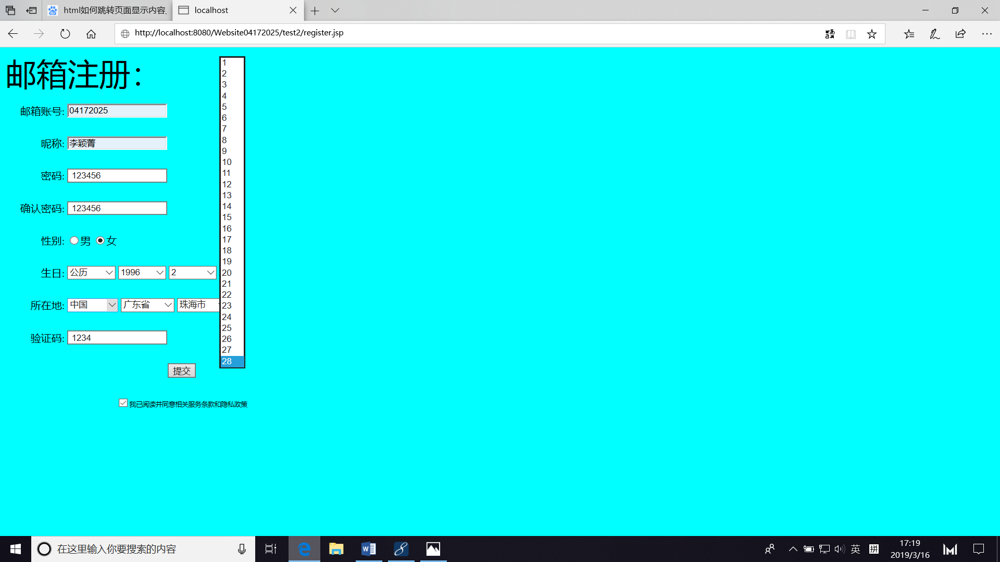 html如何跳转页面显示内容_
localhost
http://localhost:8080/Website04172025/test2/register.jsp
邮箱注册：
邮箱账号: 04172025
昵称: 李颖菁
密码: 123456
确认密码: 123456
性别: 男 女
生日: 公历 1996 2
所在地: 中国 广东省 珠海市
验证码: 1234
1
2
3
4
5
6
7
8
9
10
11
12
13
14
15
16
17
18
19
20
21
22
23
24
25
26
27
28
提交
我已阅读并同意相关服务条款和隐私政策
在这里输入你要搜索的内容
英
拼
17:19
2019/3/16